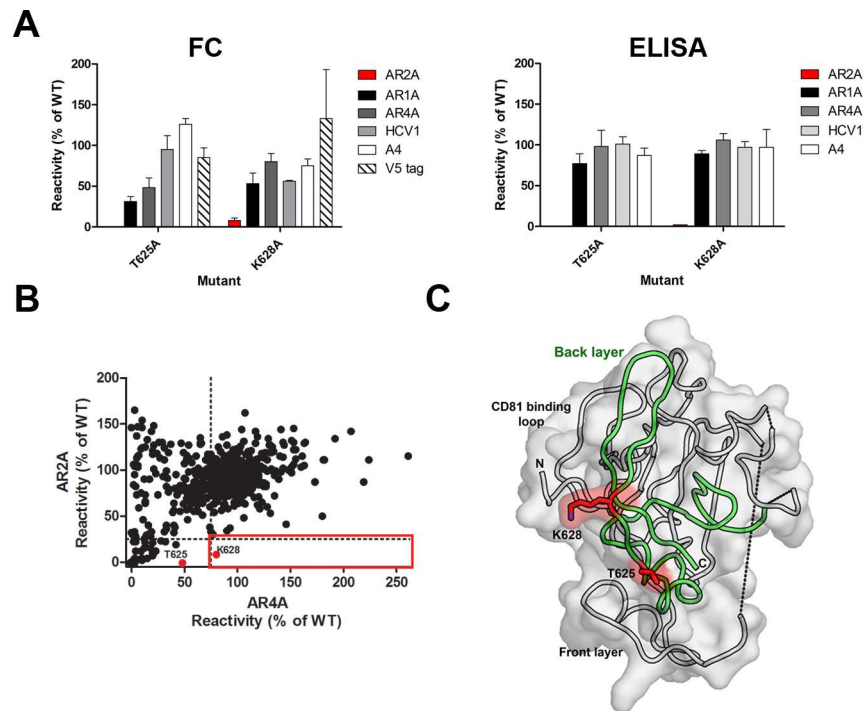 A
FC
Reactivity (% of WT)
200
150
100
50
0
T625A
K628A
Mutant
AR2A
AR1A
AR4A
HCV1
A4
V5 tag
ELISA
Reactivity (% of WT)
200
150
100
50
0
T625A
K628A
Mutant
AR2A
AR1A
AR4A
HCV1
A4
B
AR2A
Reactivity (% of WT)
200
150
100
50
0
T625
K628
0
50
100
150
200
250
AR4A
Reactivity (% of WT)
C
Back layer
CD81 binding
loop
N
K628
T625
C
Front layer